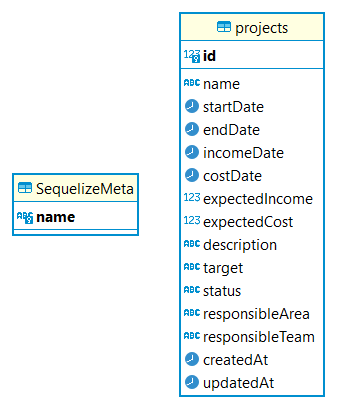 SequelizeMeta
ABC name
projects
123 id
ABC name
startDate
endDate
incomeDate
costDate
123 expectedIncome
123 expectedCost
ABC description
ABC target
ABC status
ABC responsibleArea
ABC responsibleTeam
createdAt
updatedAt